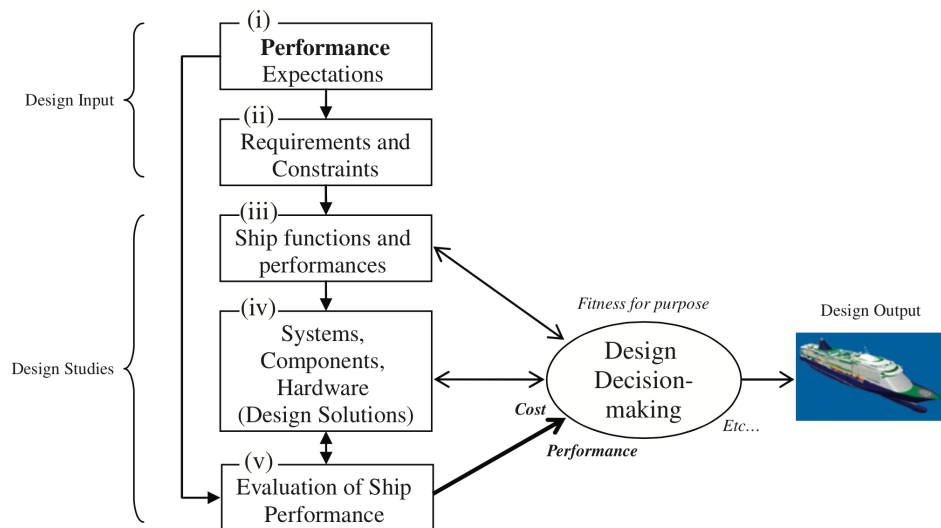 (i)
Performance
Expectations
Design Input
(ii)
Requirements and
Constraints
(iii)
Ship functions and
performances
(iv)
Systems,
Components,
Hardware
(Design Solutions)
Design Studies
(v)
Evaluation of Ship
Performance
Fitness for purpose
Design
Decision-
making
Cost
Performance
Etc...
Design Output